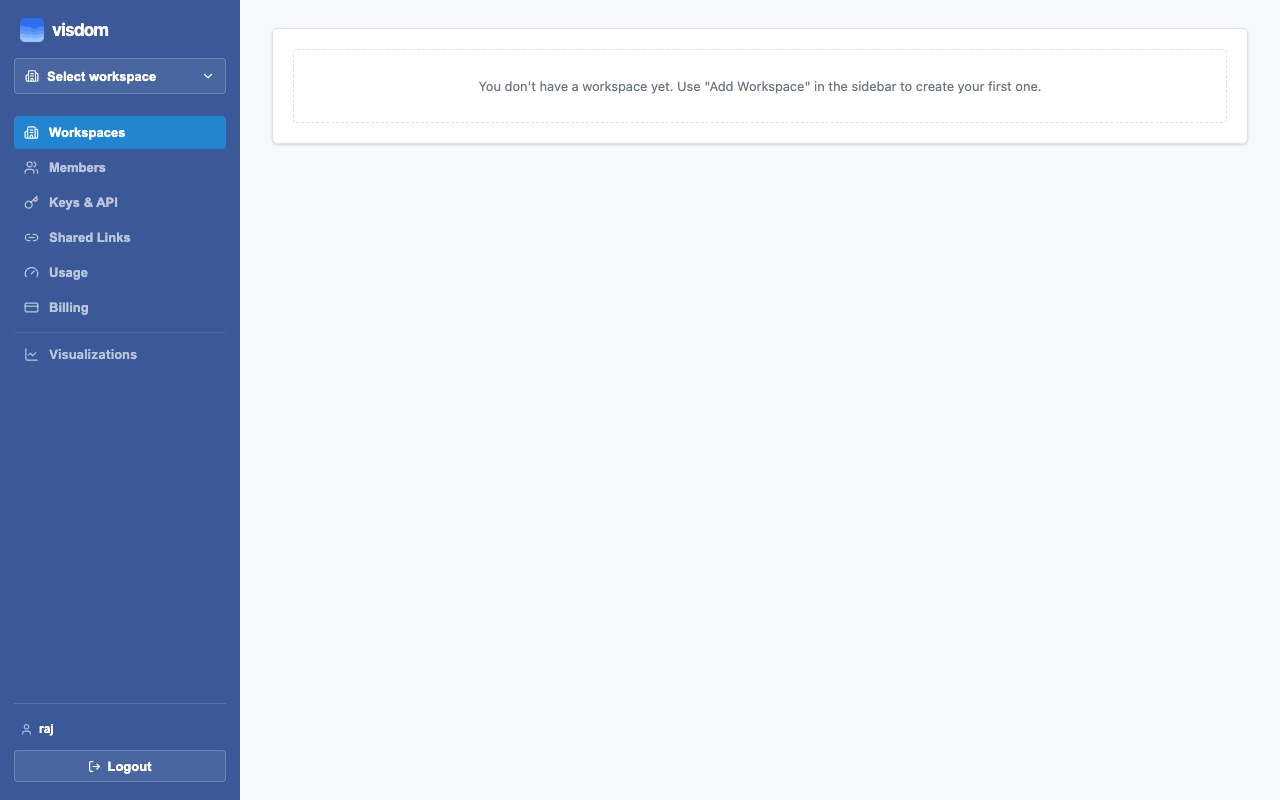 visdom
Select workspace
Workspaces
Members
Keys & API
Shared Links
Usage
Billing
Visualizations
raj
Logout
You don't have a workspace yet. Use "Add Workspace" in the sidebar to create your first one.